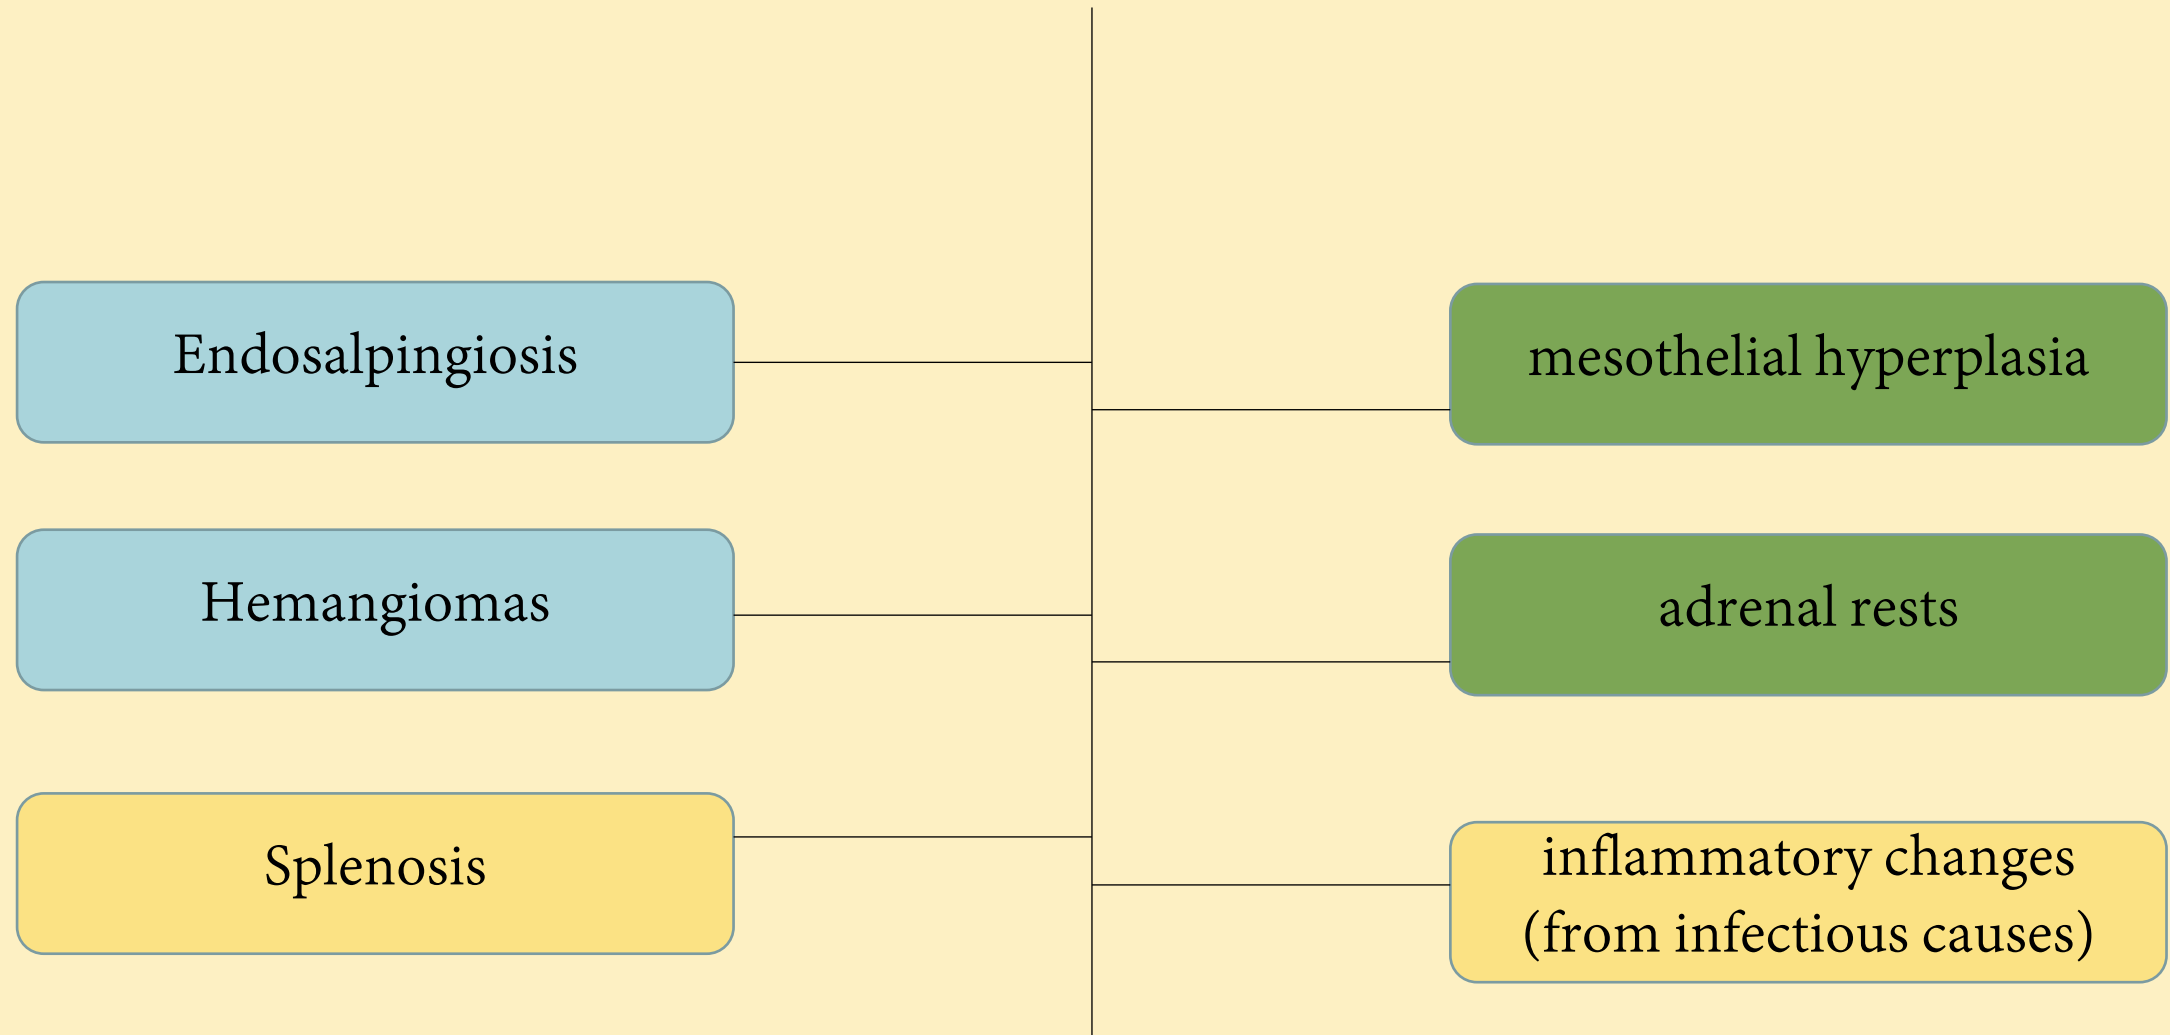 Endosalpingiosis
mesothelial hyperplasia
Hemangiomas
adrenal rests
Splenosis
inflammatory changes
(from infectious causes)